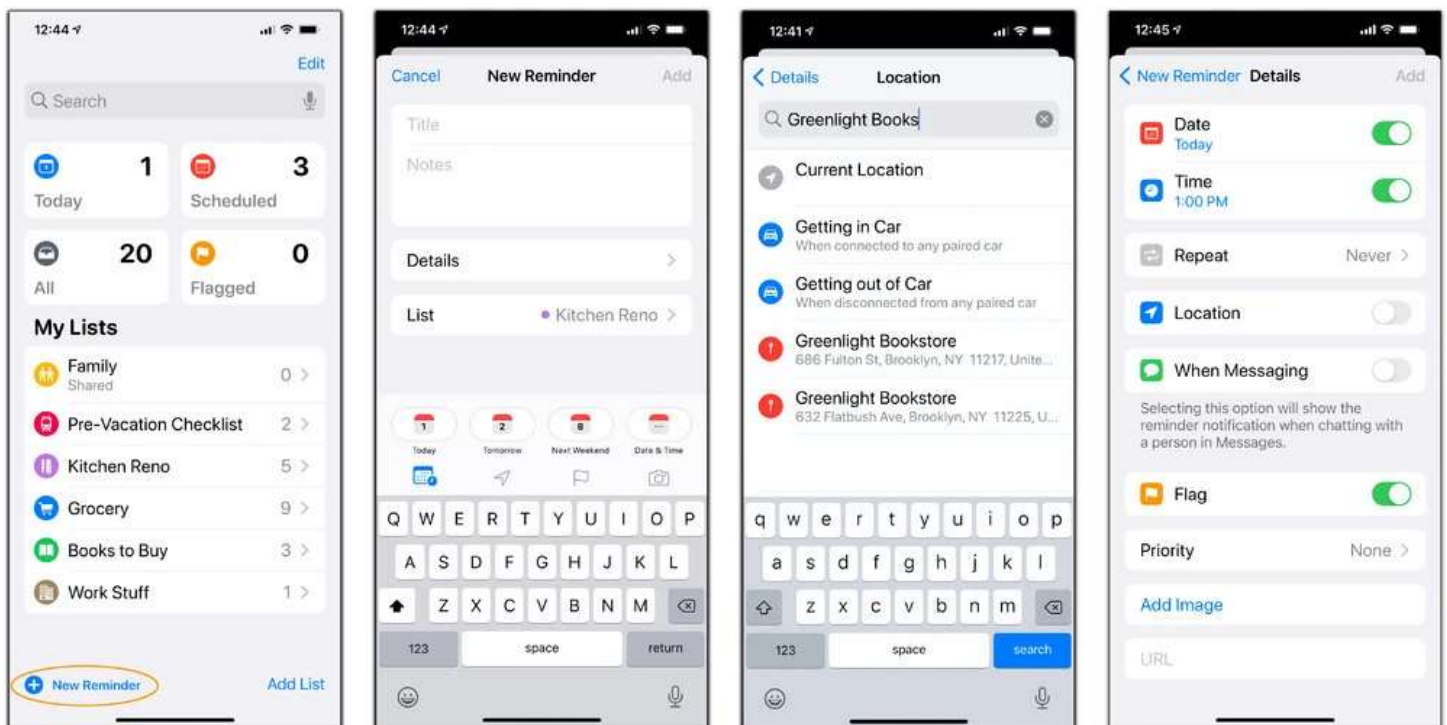 12:44
Edit
Search
1
Today
3
Scheduled
20
All
0
Flagged
My Lists
Family
Shared
0
Pre-Vacation Checklist 2
Kitchen Reno 5
Grocery 9
Books to Buy 3
Work Stuff 1
New Reminder Add List
12:44
Cancel New Reminder Add
Title
Notes
Details
List Kitchen Reno
1 2 8
Today Tomorrow Next Weekend Date & Time
Q W E R T Y U I O P
A S D F G H J K L
Z X C V B N M
123 space return
12:41
Details Location
Greenlight Books
Current Location
Getting in Car
When connected to any paired car
Getting out of Car
When disconnected from any paired car
Greenlight Bookstore
686 Fulton St, Brooklyn, NY 11217, Unite...
Greenlight Bookstore
632 Flatbush Ave, Brooklyn, NY 11225, U...
q w e r t y u i o p
a s d f g h j k l
z x c v b n m
123 space search
12:45
New Reminder Details Add
Date
Today
Time
1:00 PM
Repeat Never
Location
When Messaging
Selecting this option will show the
reminder notification when chatting with
a person in Messages.
Flag
Priority None
Add Image
URL